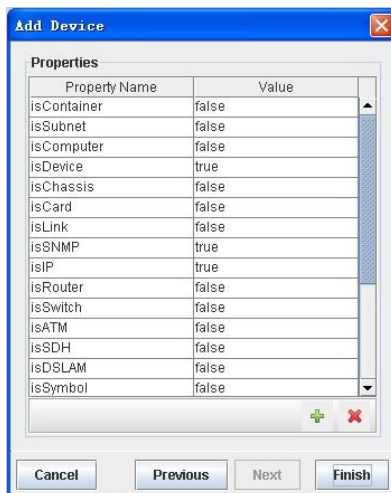 Add Device
Properties
Property Name Value
isContainer false
isSubnet false
isComputer false
isDevice true
isChassis false
isCard false
isLink false
isSNMP true
isIP true
isRouter false
isSwitch false
isATM false
isSDH false
isDSLAM false
isSymbol false
Cancel Previous Next Finish